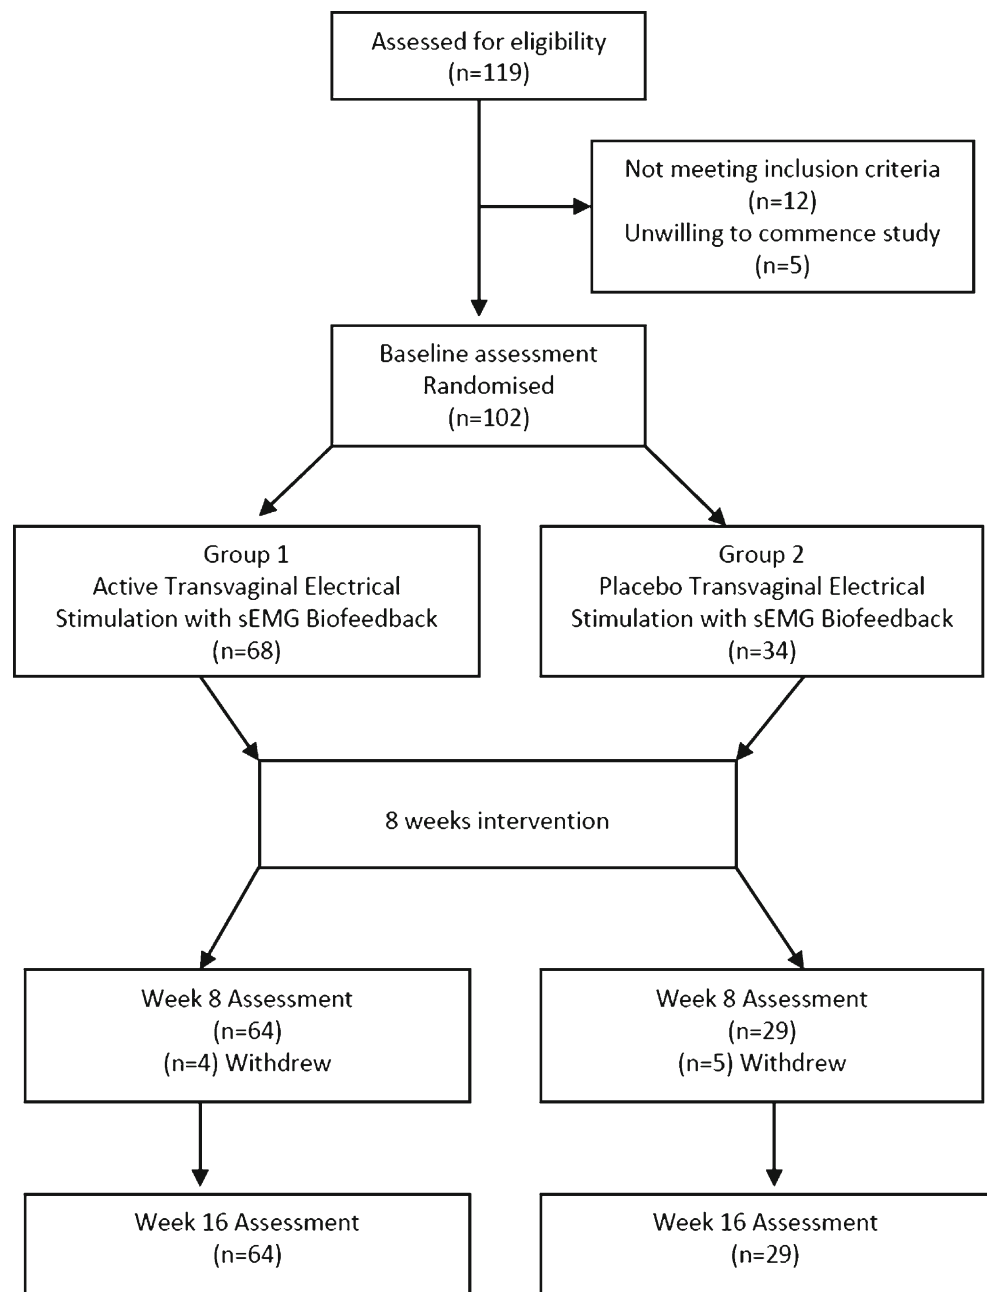 Assessed for eligibility
(n=119)
Not meeting inclusion criteria
(n=12)
Unwilling to commence study
(n=5)
Baseline assessment
Randomised
(n=102)
Group 1
Active Transvaginal Electrical
Stimulation with sEMG Biofeedback
(n=68)
Group 2
Placebo Transvaginal Electrical
Stimulation with sEMG Biofeedback
(n=34)
8 weeks intervention
Week 8 Assessment
(n=64)
(n=4) Withdrew
Week 8 Assessment
(n=29)
(n=5) Withdrew
Week 16 Assessment
(n=64)
Week 16 Assessment
(n=29)